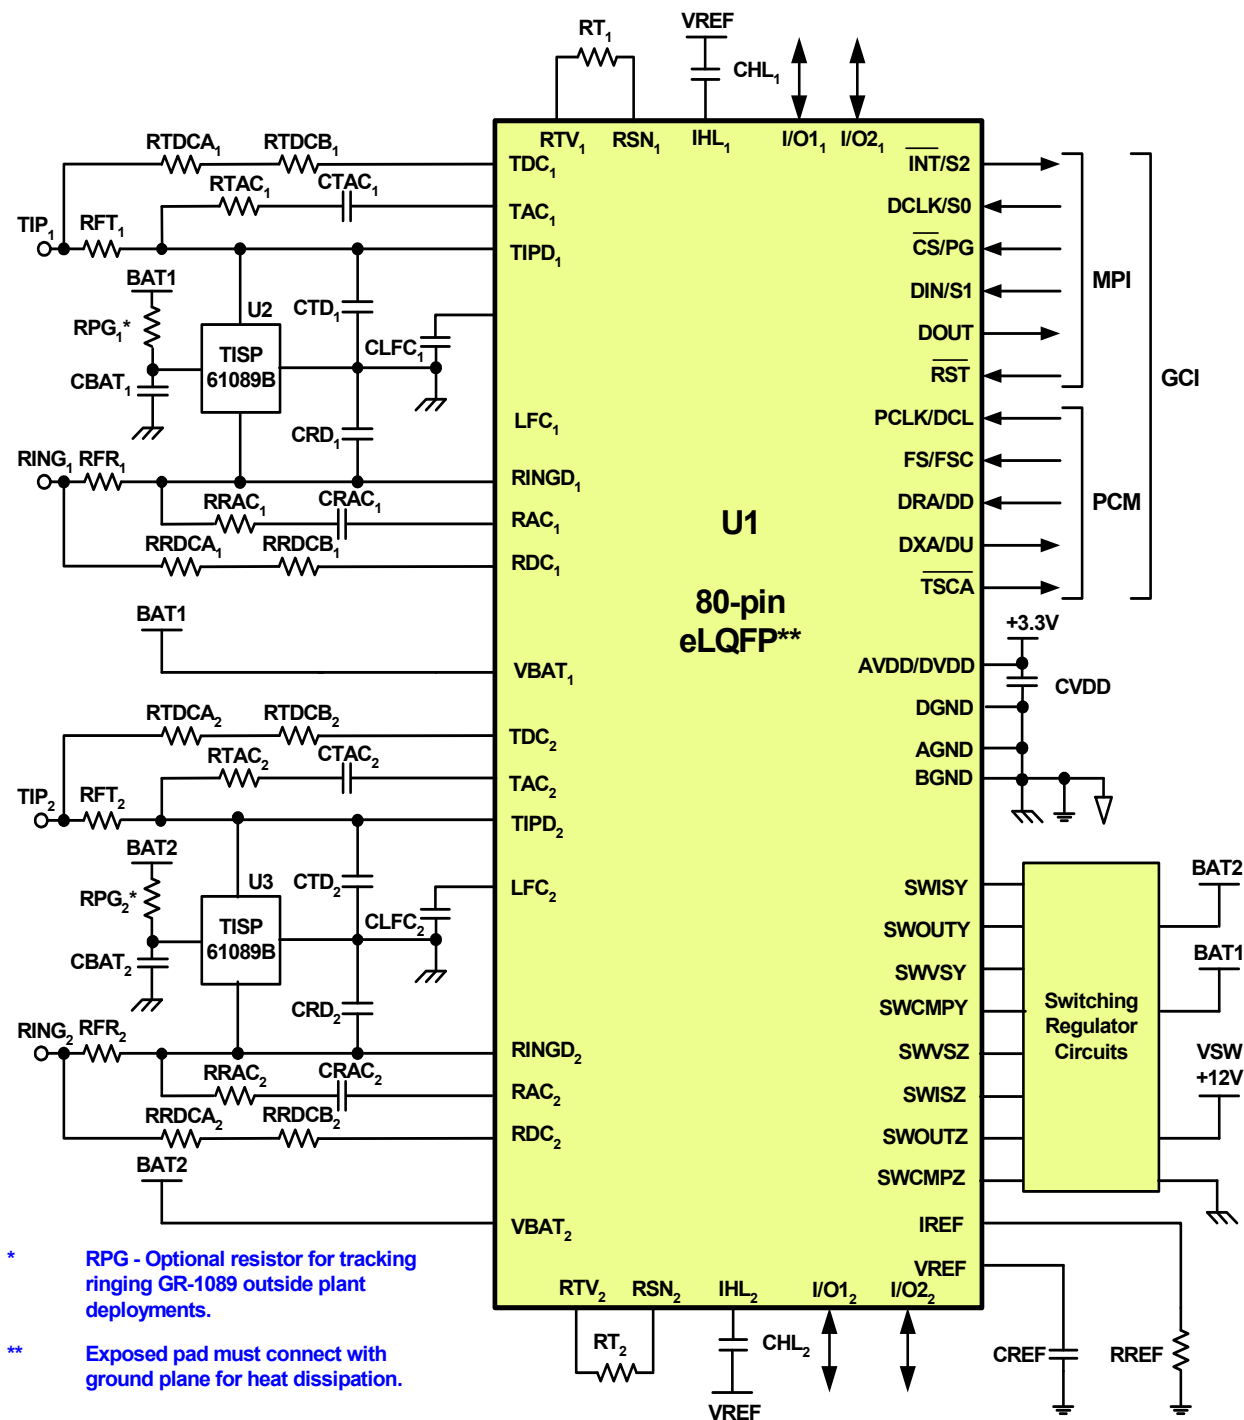 RT1
VREF
CHL1
RTV1
RSN1
IHL1
I/O11
I/O21
RTDCA1
RTDCB1
TDC1
RTAC1
CTAC1
TAC1
TIP1
RFT1
TIPD1
BAT1
U2
CTD1
RPG1*
TISP
61089B
CLFC1
CBAT1
LFC1
CRD1
RING1
RFR1
RINGD1
RRAC1
CRAC1
RAC1
RRDCA1
RRDCB1
RDC1
BAT1
VBAT1
U1
80-pin
eLQFP**
INT/S2
DCLK/S0
CS/PG
DIN/S1
DOUT
RST
MPI
GCI
PCLK/DCL
FS/FSC
DRA/DD
DXA/DU
TSCA
PCM
+3.3V
AVDD/DVDD
CVDD
DGND
AGND
BGND
RTDCA2
RTDCB2
TDC2
RTAC2
CTAC2
TAC2
TIP2
RFT2
TIPD2
BAT2
U3
CTD2
RPG2*
TISP
61089B
CLFC2
CBAT2
LFC2
CRD2
RING2
RFR2
RINGD2
RRAC2
CRAC2
RAC2
RRDCA2
RRDCB2
RDC2
BAT2
VBAT2
SWISY
SWOUTY
SWVSY
SWCMPY
SWVSZ
SWISZ
SWOUTZ
SWCMPZ
Switching
Regulator
Circuits
BAT2
BAT1
VSW
+12V
IREF
VREF
RTV2
RSN2
IHL2
I/O12
I/O22
RT2
CHL2
VREF
CREF
RREF
* RPG - Optional resistor for tracking
ringing GR-1089 outside plant
deployments.
** Exposed pad must connect with
ground plane for heat dissipation.